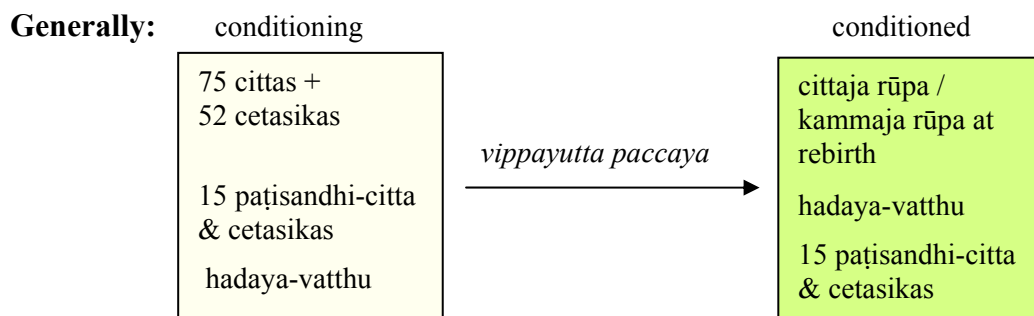 Generally: conditioning conditioned
75 cittas +
52 cetasikas
15 paṭisandhi-citta
& cetasikas
hadaya-vatthu
vippayutta paccaya
cittaja rūpa /
kammaja rūpa at
rebirth
hadaya-vatthu
15 paṭisandhi-citta
& cetasikas